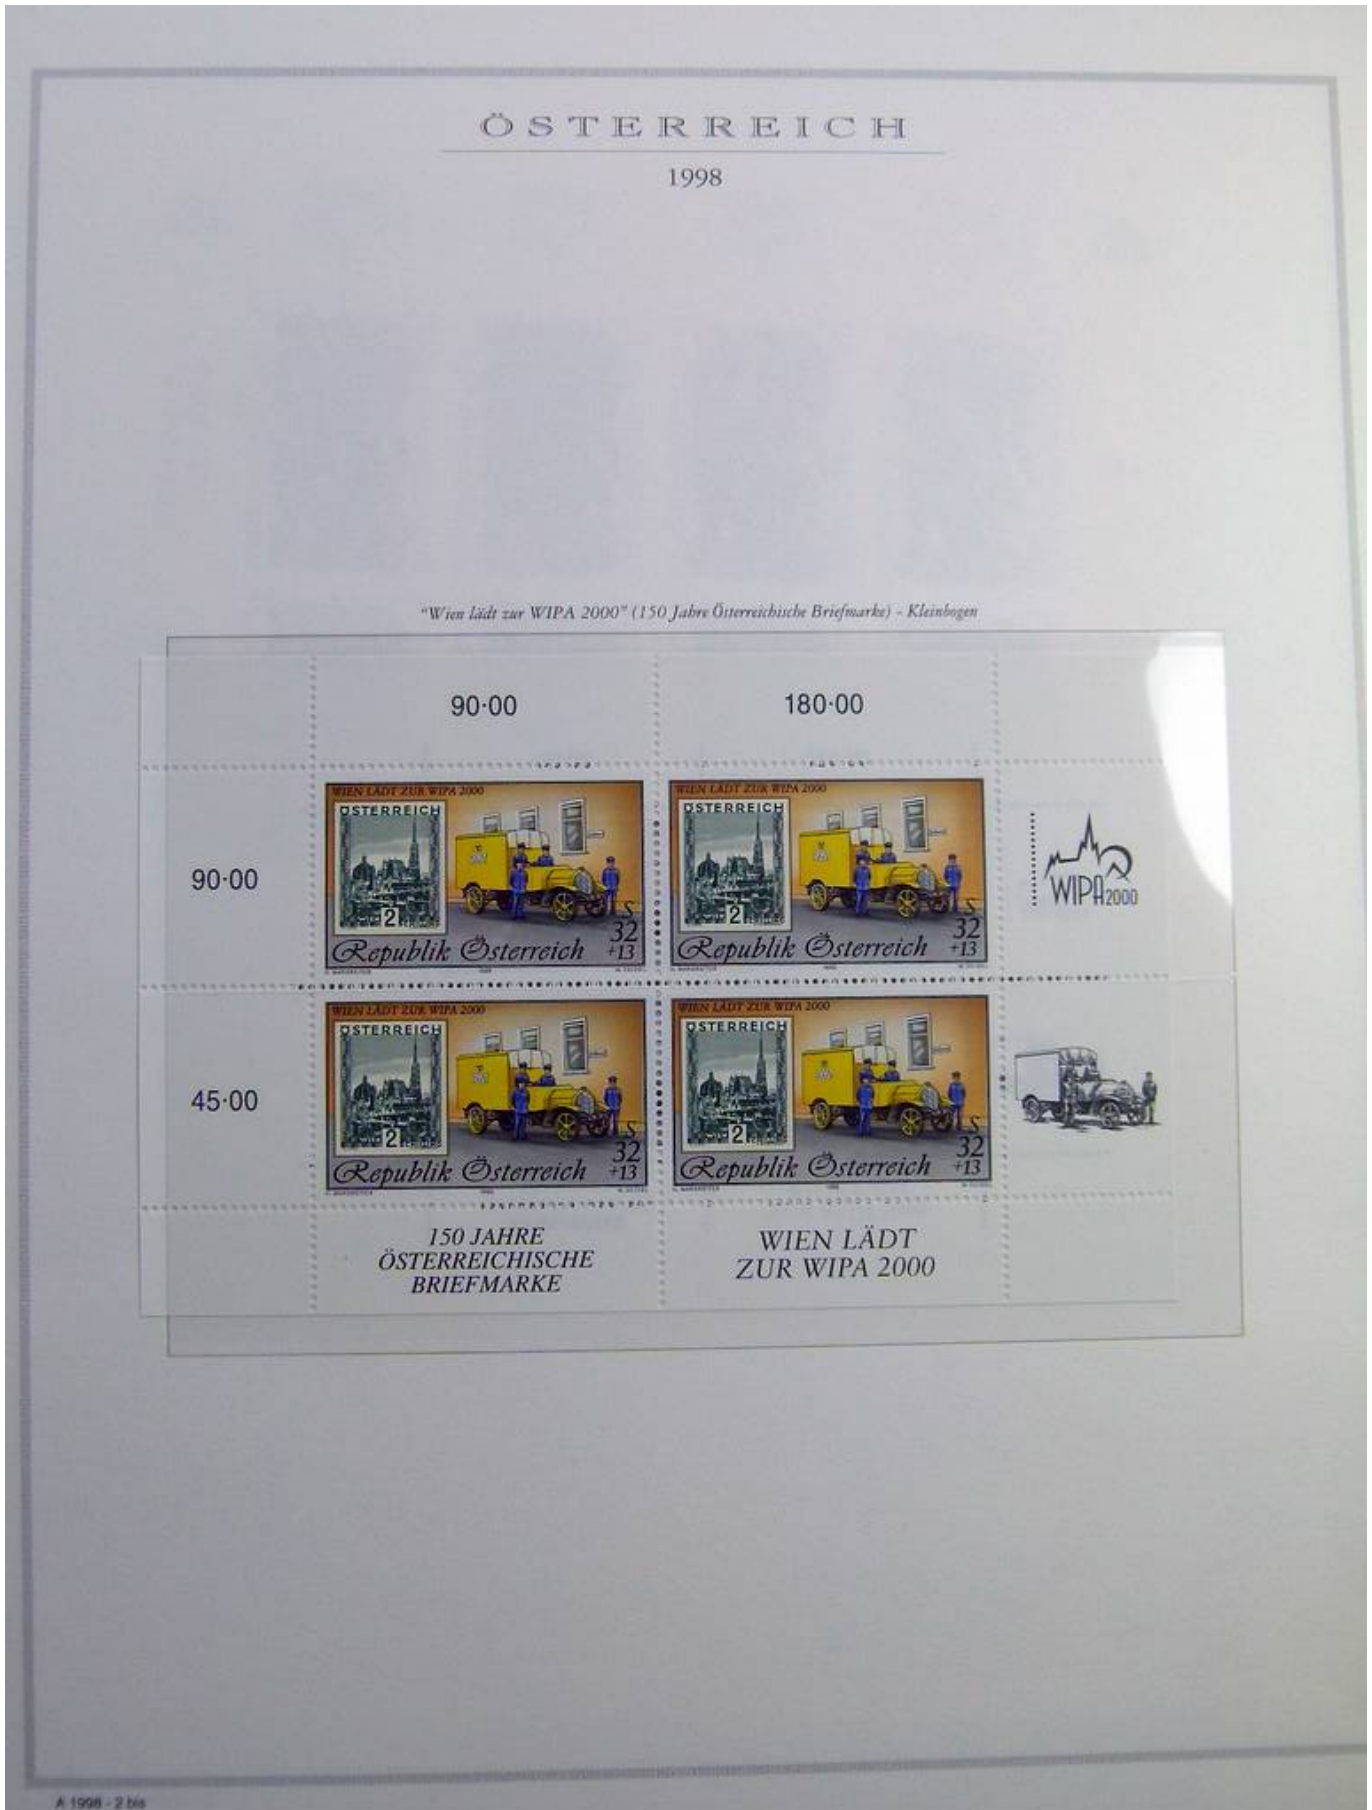 ÖSTERREICH
1998
"Wien lädt zur WIPA 2000" (150 Jahre Österreichische Briefmarke) - Kleinbogen
90·00 180·00
90·00
WIEN LÄDT ZUR WIPA 2000
ÖSTERREICH
2
S
32
+13
Republik Österreich
WIEN LÄDT ZUR WIPA 2000
ÖSTERREICH
2
S
32
+13
Republik Österreich
WIPA 2000
45·00
WIEN LÄDT ZUR WIPA 2000
ÖSTERREICH
2
S
32
+13
Republik Österreich
WIEN LÄDT ZUR WIPA 2000
ÖSTERREICH
2
S
32
+13
Republik Österreich
150 JAHRE
ÖSTERREICHISCHE
BRIEFMARKE
WIEN LÄDT
ZUR WIPA 2000
A 1998 - 2 bis